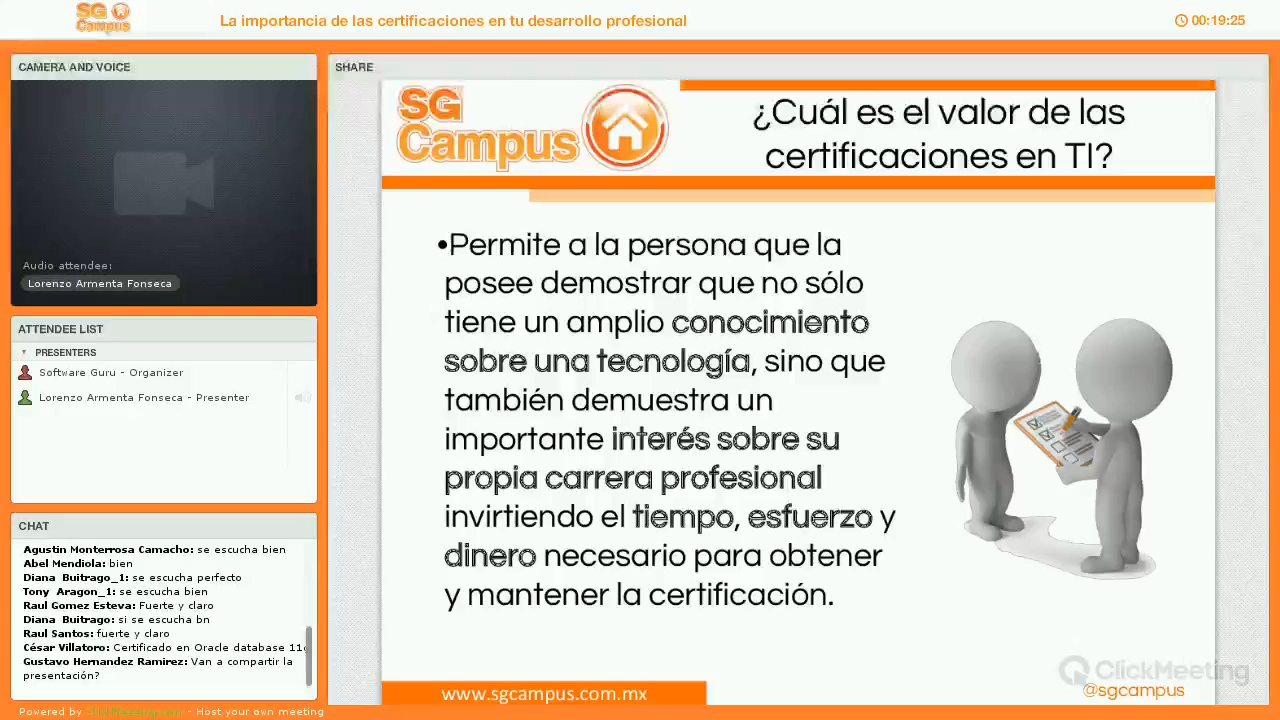 SG
Campus
La importancia de las certificaciones en tu desarrollo profesional
00:19:25
CAMERA AND VOICE
Audio attendee:
Lorenzo Armenta Fonseca
ATTENDEE LIST
PRESENTERS
Software Guru - Organizer
Lorenzo Armenta Fonseca - Presenter
CHAT
Agustin Monterrosa Camacho: se escucha bien
Abel Mendiola: bien
Diana Buitrago_1: se escucha perfecto
Tony Aragon_1: se escucha bien
Raul Gomez Esteva: Fuerte y claro
Diana Buitrago: si se escucha bn
Raul Santos: fuerte y claro
César Villatoro: Certificado en Oracle database 11g
Gustavo Hernandez Ramirez: Van a compartir la
presentación?
Powered by ClickMeeting.com - Host your own meeting
SHARE
SG
Campus
¿Cuál es el valor de las
certificaciones en TI?
•Permite a la persona que la
posee demostrar que no sólo
tiene un amplio conocimiento
sobre una tecnología, sino que
también demuestra un
importante interés sobre su
propia carrera profesional
invirtiendo el tiempo, esfuerzo y
dinero necesario para obtener
y mantener la certificación.
www.sgcampus.com.mx
ClickMeeting
@sgcampus